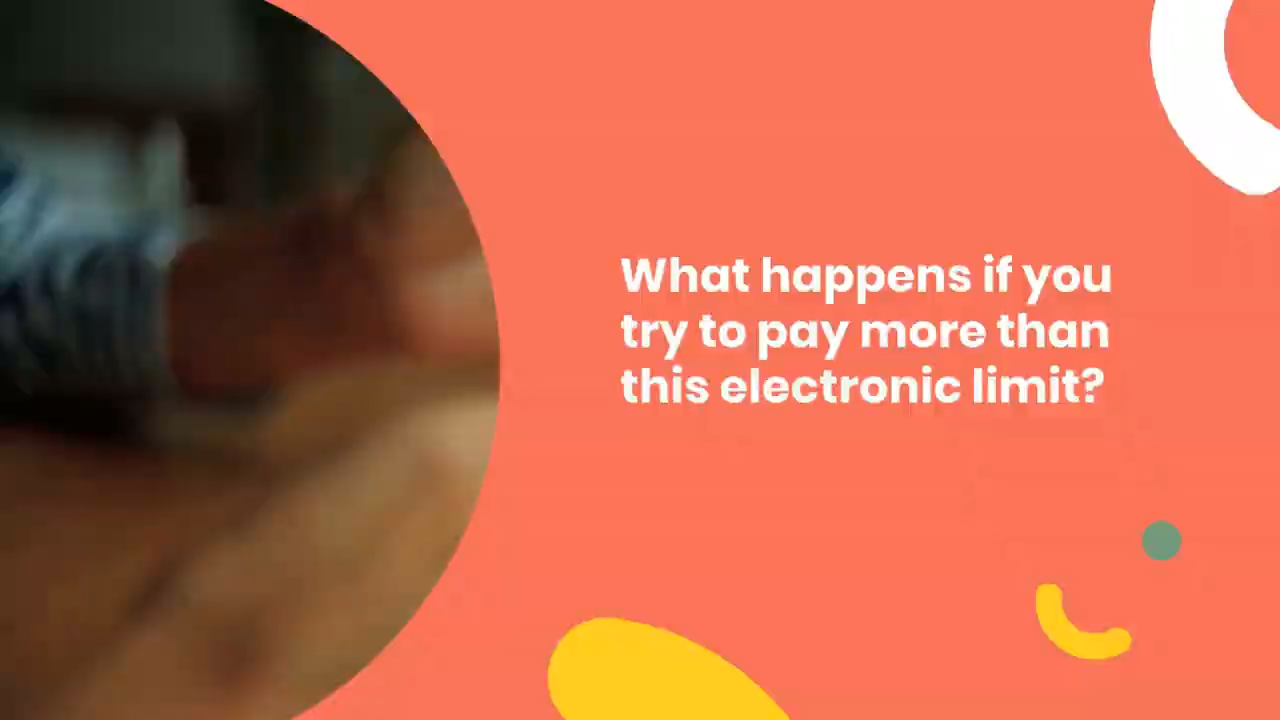 What happens if you
try to pay more than
this electronic limit?